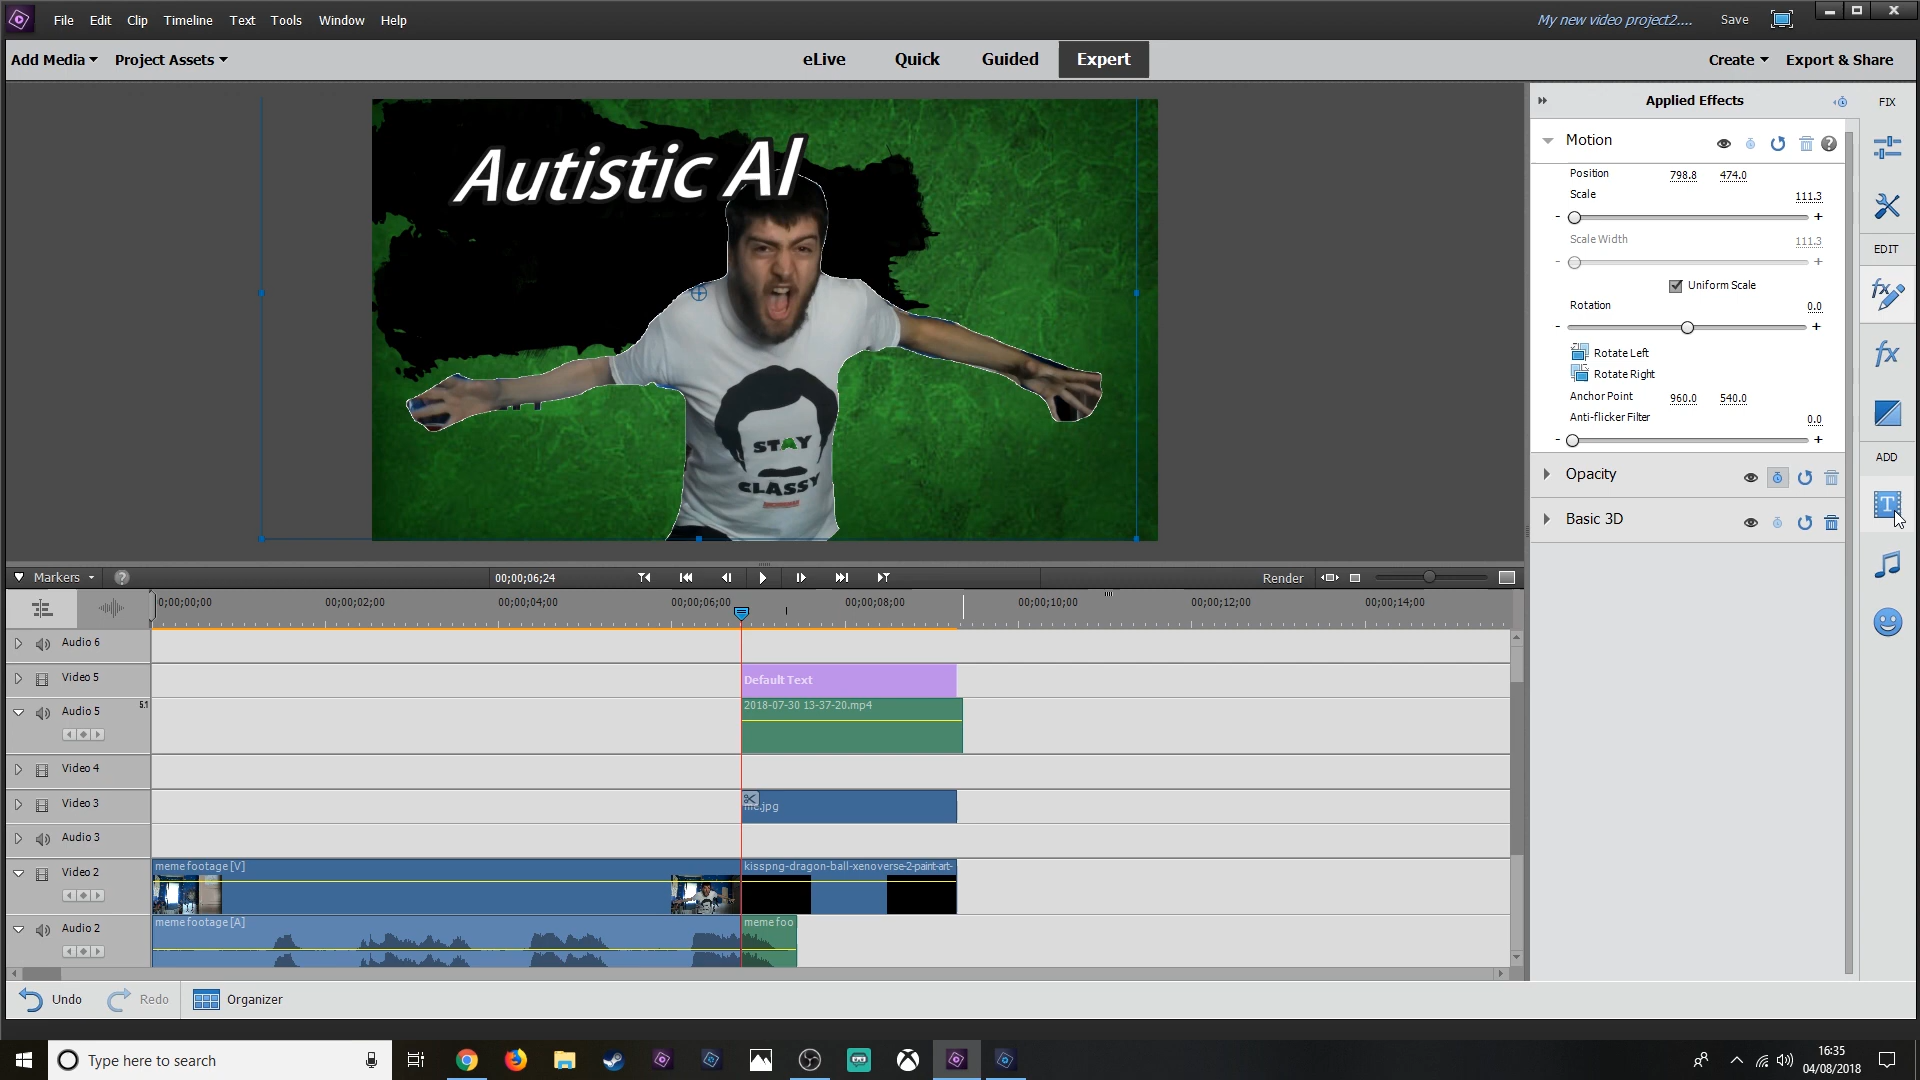 File Edit Clip Timeline Text Tools Window Help
My new video project2.... Save
Add Media Project Assets
eLive Quick Guided Expert
Create Export & Share
Autistic Al
STAY
CLASSY
Applied Effects
Motion
Position 798.8 474.0
Scale 111.3
Scale Width 111.3
Uniform Scale
Rotation 0.0
Rotate Left
Rotate Right
Anchor Point 960.0 540.0
Anti-flicker Filter 0.0
Opacity
Basic 3D
FIX
EDIT
ADD
Markers
00;00;06;24
Render
0;00;00;00 00;00;02;00 00;00;04;00 00;00;06;00 00;00;08;00 00;00;10;00 00;00;12;00 00;00;14;00
Audio 6
Video 5
Default Text
Audio 5 5.1
2018-07-30 13-37-20.mp4
Video 4
Video 3
.jpg
Audio 3
Video 2
meme footage [V]
kisspng-dragon-ball-xenoverse-2-paint-art-
Audio 2
meme footage [A]
meme foo
Undo Redo Organizer
Type here to search
16:35
04/08/2018